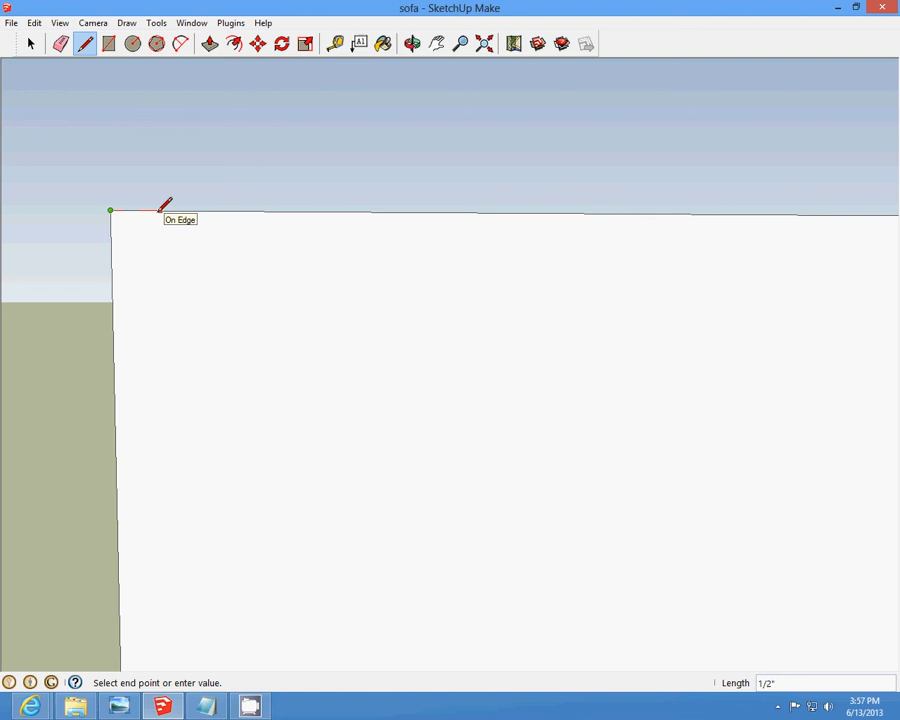 sofa - SketchUp Make
File Edit View Camera Draw Tools Window Plugins Help
A1
On Edge
Select end point or enter value. Length 1/2"
3:57 PM
6/13/2013